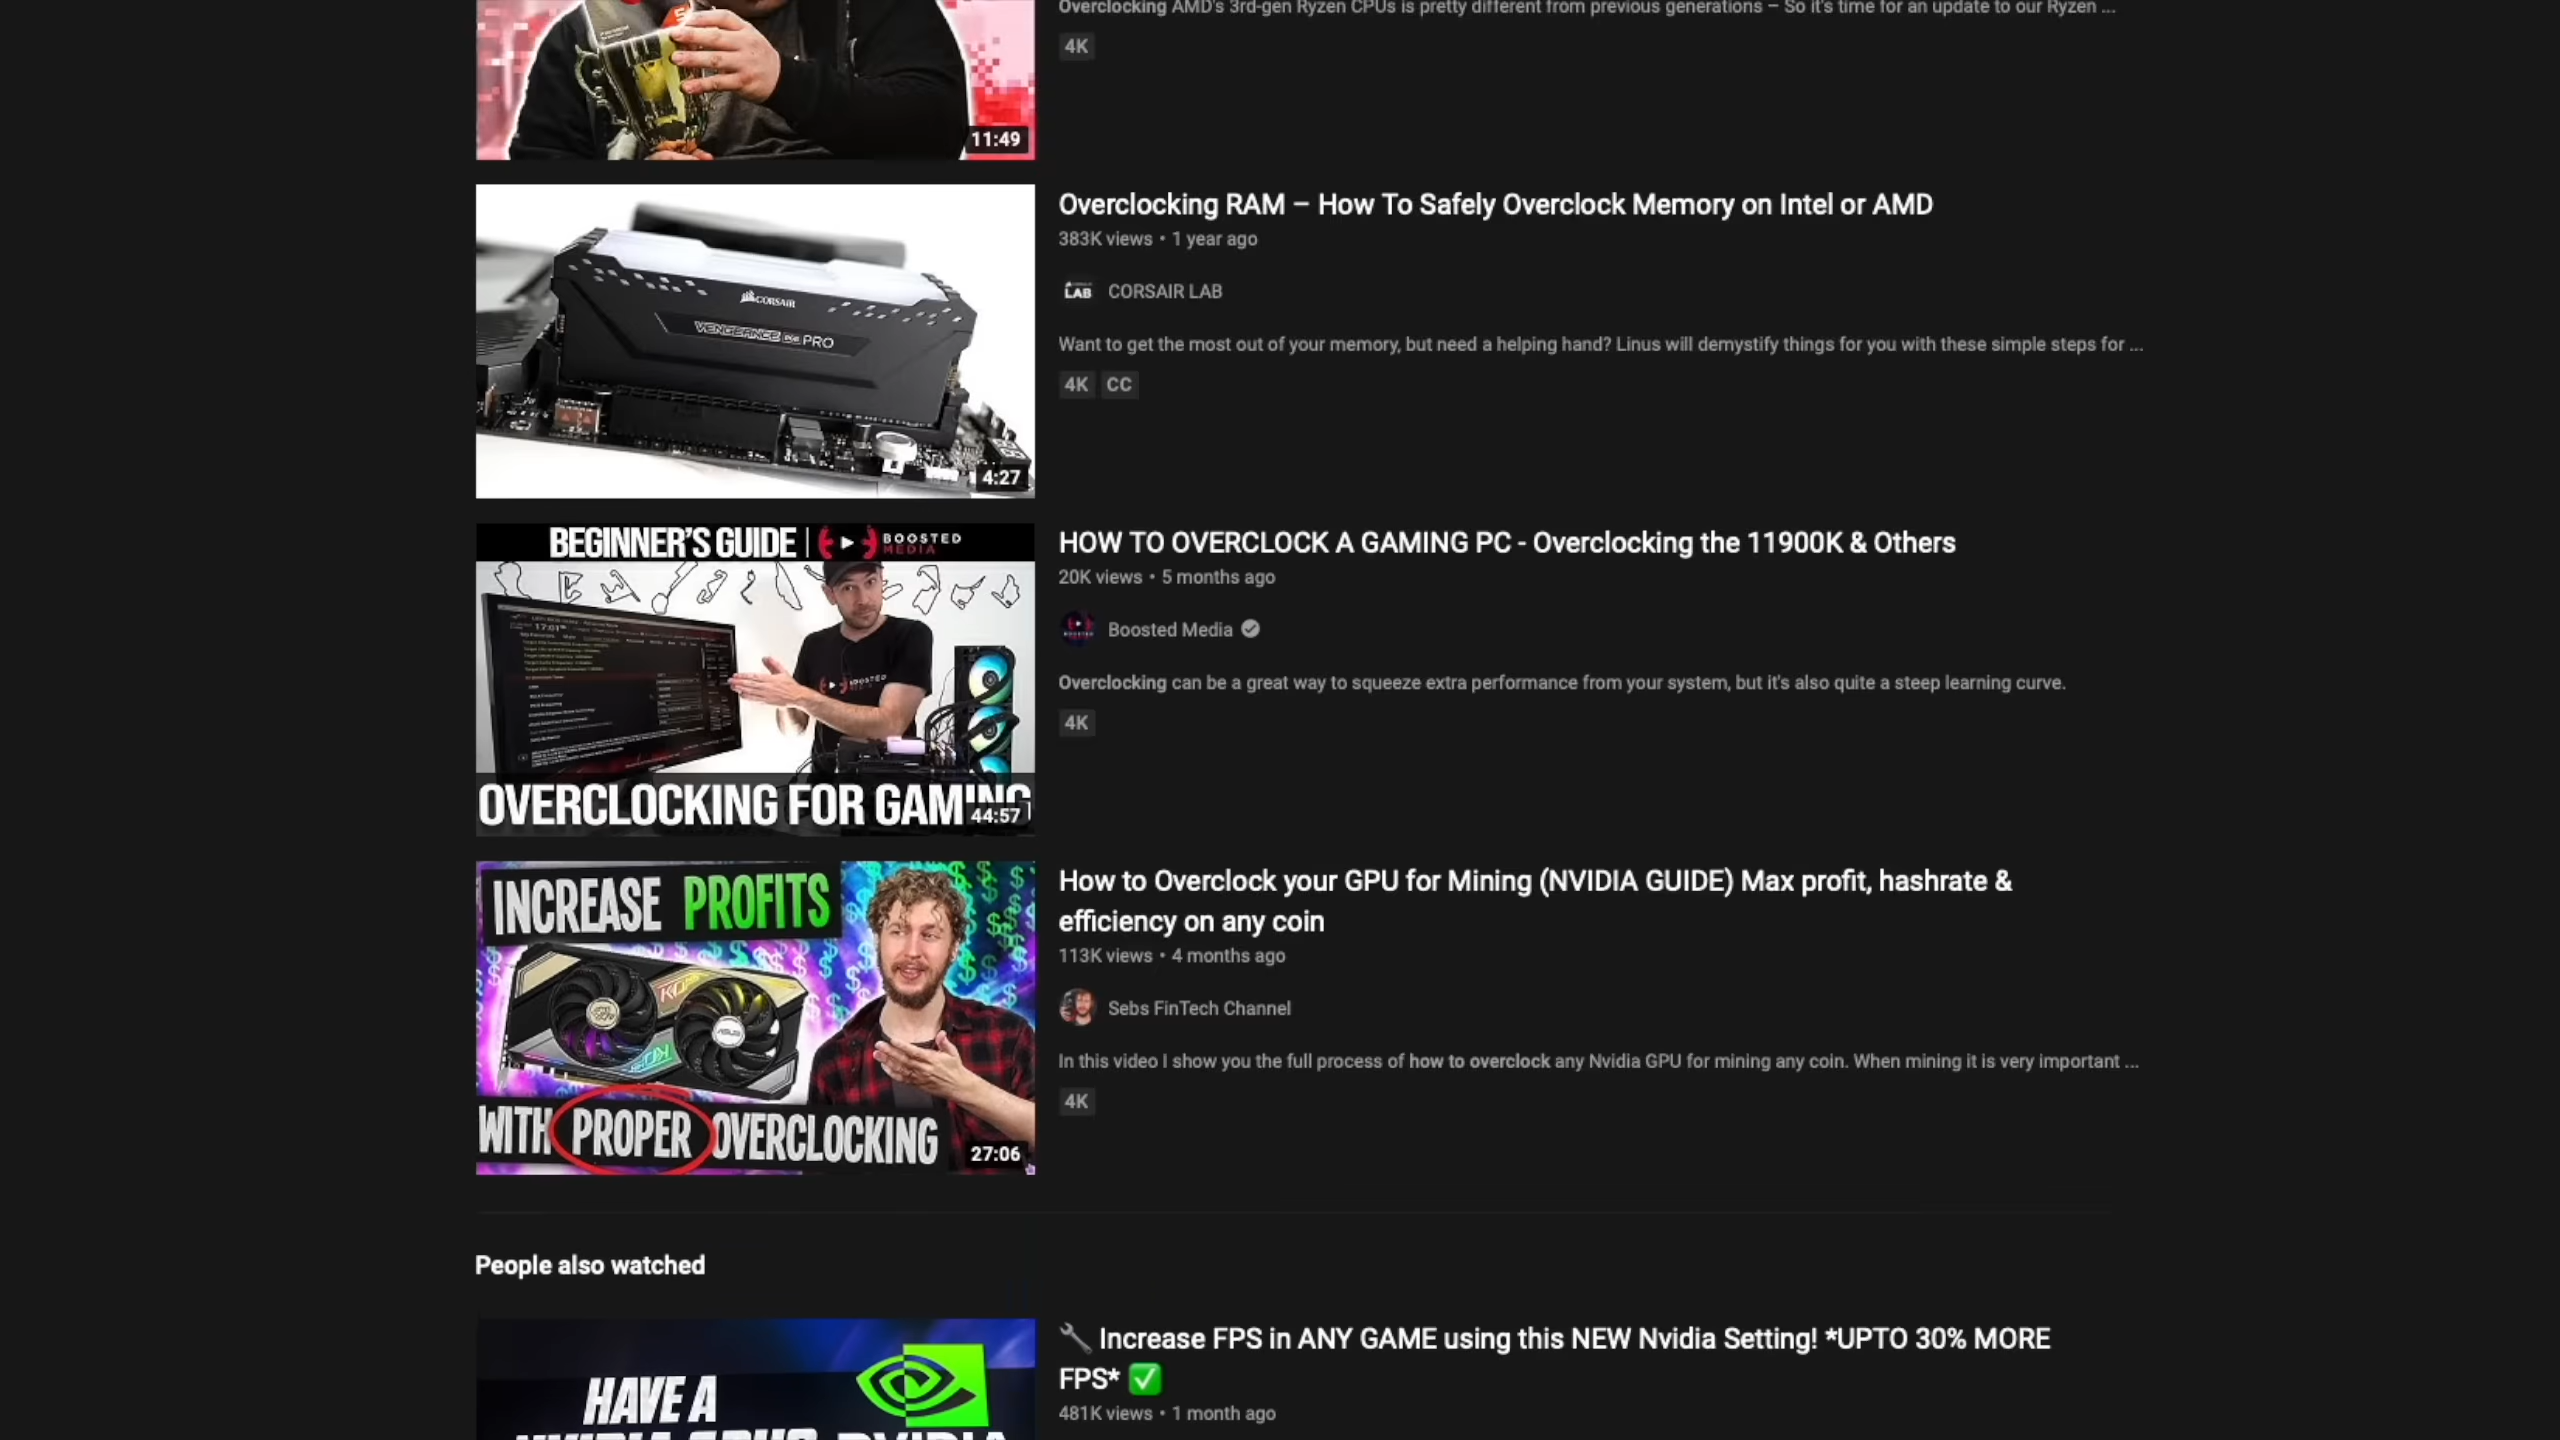 Overclocking AMD's 3rd-gen Ryzen CPUs is pretty different from previous generations – So it's time for an update to our Ryzen ...
4K
11:49
Overclocking RAM – How To Safely Overclock Memory on Intel or AMD
383K views • 1 year ago
LAB CORSAIR LAB
Want to get the most out of your memory, but need a helping hand? Linus will demystify things for you with these simple steps for ...
4K CC
CORSAIR
VENGEANCE RGB PRO
4:27
BEGINNER'S GUIDE | BOOSTED MEDIA
17:01
BOOSTED
OVERCLOCKING FOR GAMING
44:57
HOW TO OVERCLOCK A GAMING PC - Overclocking the 11900K & Others
20K views • 5 months ago
Boosted Media
Overclocking can be a great way to squeeze extra performance from your system, but it's also quite a steep learning curve.
4K
INCREASE PROFITS
ASUS
WITH PROPER OVERCLOCKING
27:06
How to Overclock your GPU for Mining (NVIDIA GUIDE) Max profit, hashrate &
efficiency on any coin
113K views • 4 months ago
Sebs FinTech Channel
In this video I show you the full process of how to overclock any Nvidia GPU for mining any coin. When mining it is very important ...
4K
People also watched
HAVE A
🔧 Increase FPS in ANY GAME using this NEW Nvidia Setting! *UPTO 30% MORE
FPS* ✅
481K views • 1 month ago